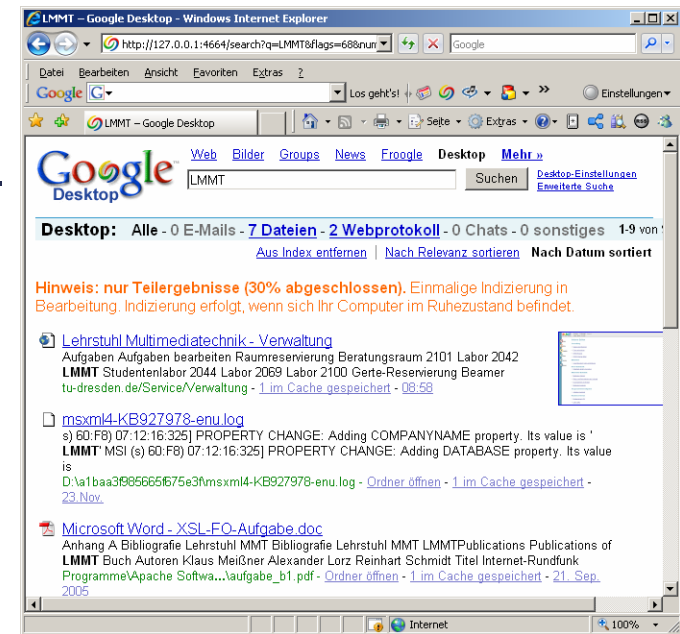 LMMT – Google Desktop - Windows Internet Explorer
http://127.0.0.1:4664/search?q=LMMT&flags=68&num
Google
Datei Bearbeiten Ansicht Favoriten Extras ?
Google G Los geht's! Einstellungen
LMMT – Google Desktop Seite Extras
Web Bilder Groups News Froogle Desktop Mehr »
Google Desktop
LMMT Suchen Desktop-Einstellungen
Erweiterte Suche
Desktop: Alle - 0 E-Mails - 7 Dateien - 2 Webprotokoll - 0 Chats - 0 sonstiges 1-9 von
Aus Index entfernen | Nach Relevanz sortieren Nach Datum sortiert
Hinweis: nur Teilergebnisse (30% abgeschlossen). Einmalige Indizierung in
Bearbeitung. Indizierung erfolgt, wenn sich Ihr Computer im Ruhezustand befindet.
Lehrstuhl Multimediatechnik - Verwaltung
Aufgaben Aufgaben bearbeiten Raumreservierung Beratungsraum 2101 Labor 2042
LMMT Studentenlabor 2044 Labor 2069 Labor 2100 Gerte-Reservierung Beamer
tu-dresden.de/Service/Verwaltung - 1 im Cache gespeichert - 08:58
msxml4-KB927978-enu.log
s) 60:F8) 07:12:16:325] PROPERTY CHANGE: Adding COMPANYNAME property. Its value is '
LMMT' MSI (s) 60:F8) 07:12:16:325] PROPERTY CHANGE: Adding DATABASE property. Its value
is
D:\a1baa3f985665f675e3f\msxml4-KB927978-enu.log - Ordner öffnen - 1 im Cache gespeichert -
23.Nov.
Microsoft Word - XSL-FO-Aufgabe.doc
Anhang A Bibliografie Lehrstuhl MMT Bibliografie Lehrstuhl MMT LMMTPublications Publications of
LMMT Buch Autoren Klaus Meißner Alexander Lorz Reinhart Schmidt Titel Internet-Rundfunk
Programme\Apache Softwa...\aufgabe_b1.pdf - Ordner öffnen - 1 im Cache gespeichert - 21. Sep.
2005
Internet 100%